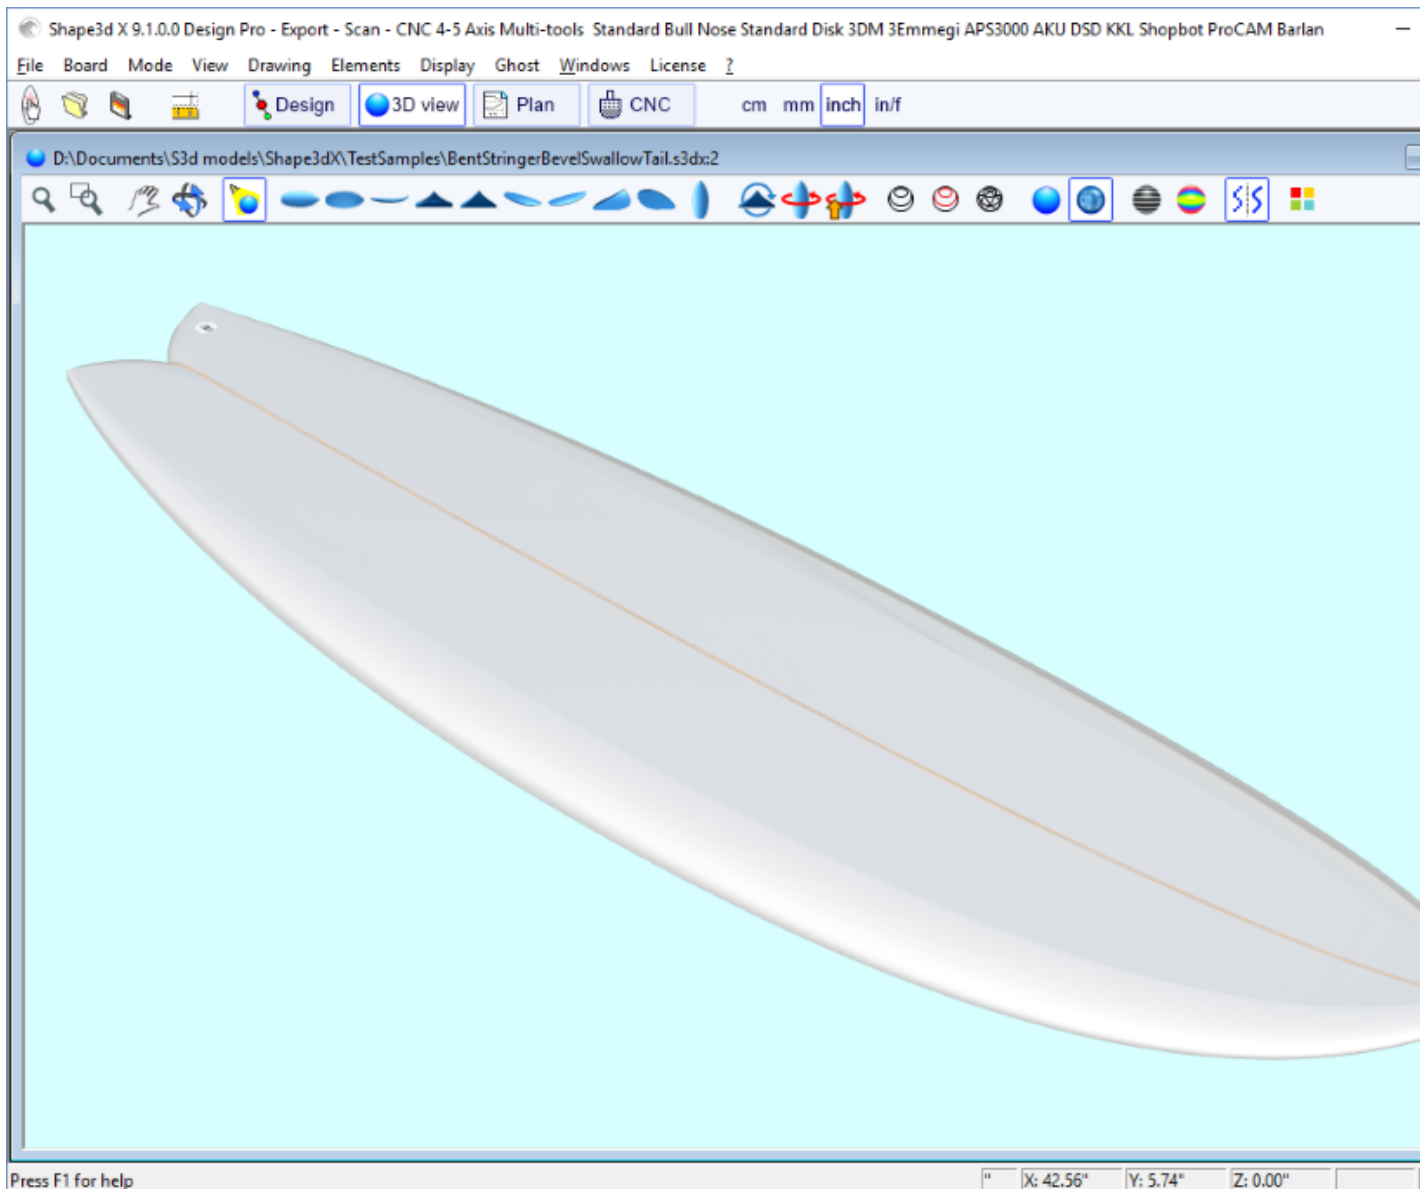 Shape3d X 9.1.0.0 Design Pro - Export - Scan - CNC 4-5 Axis Multi-tools  Standard Bull Nose Standard Disk 3DM 3Emmegi APS3000 AKU DSD KKL Shopbot ProCAM Barlan
File Board Mode View Drawing Elements Display Ghost Windows License ?
Design 3D view Plan CNC cm mm inch in/f
D:\Documents\S3d models\Shape3dX\TestSamples\BentStringerBevelSwallowTail.s3dx:2
Press F1 for help " X: 42.56" Y: 5.74" Z: 0.00"